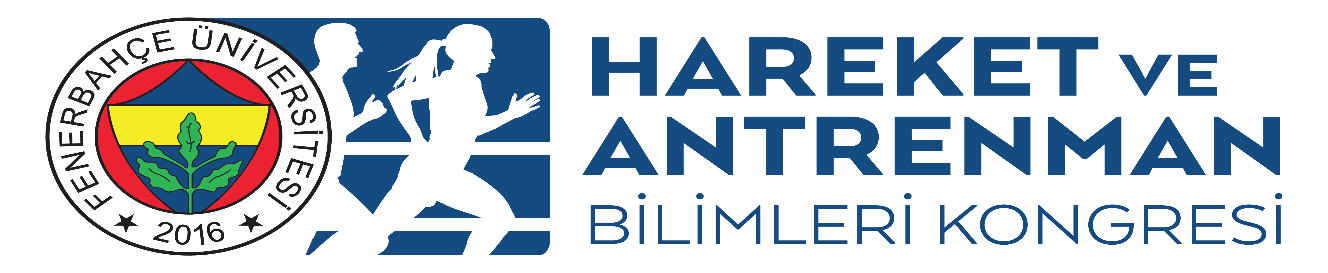 FENERBAHÇE ÜNİVERSİTESİ
2016
HAREKET VE
ANTRENMAN
BİLİMLERİ KONGRESİ